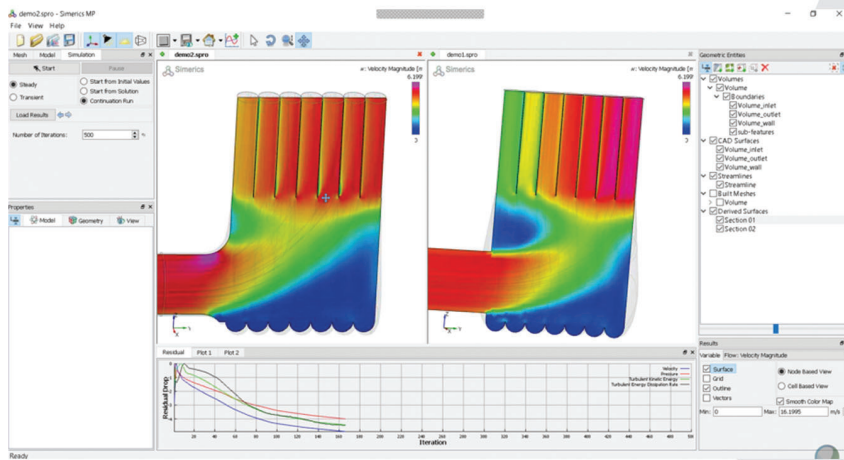 demo2.spro - Simerics MP
File View Help
Mesh Model Simulation
Start Pause
Steady
Transient
Start from Initial Values
Start from Solution
Continuation Run
Load Results
Number of Iterations: 500
Properties
Model Geometry View
demo2.spro
Simerics
Velocity Magnitude
6.199
demo1.spro
Simerics
Velocity Magnitude
6.199
Geometric Entities
Volumes
Volume
Boundaries
Volume_inlet
Volume_outlet
Volume_wall
sub-features
CAD Surfaces
Volume_inlet
Volume_outlet
Volume_wall
Streamlines
Streamline
Built Meshes
Volume
Derived Surfaces
Section 01
Section 02
Residual Plot 1 Plot 2
Velocity
Pressure
Turbulent Kinetic Energy
Turbulent Energy Dissipation Rate
Residual Drop
20 40 60 80 100 120 140 160 180 200 220 240 260 280 300 320 340 360 380 400 420 440 460 480
Iteration
Results
Variable Flow: Velocity Magnitude
Surface
Grid
Outline
Vectors
Node Based View
Cell Based View
Smooth Color Map
Min: 0 Max: 16.1995 m/s
Ready